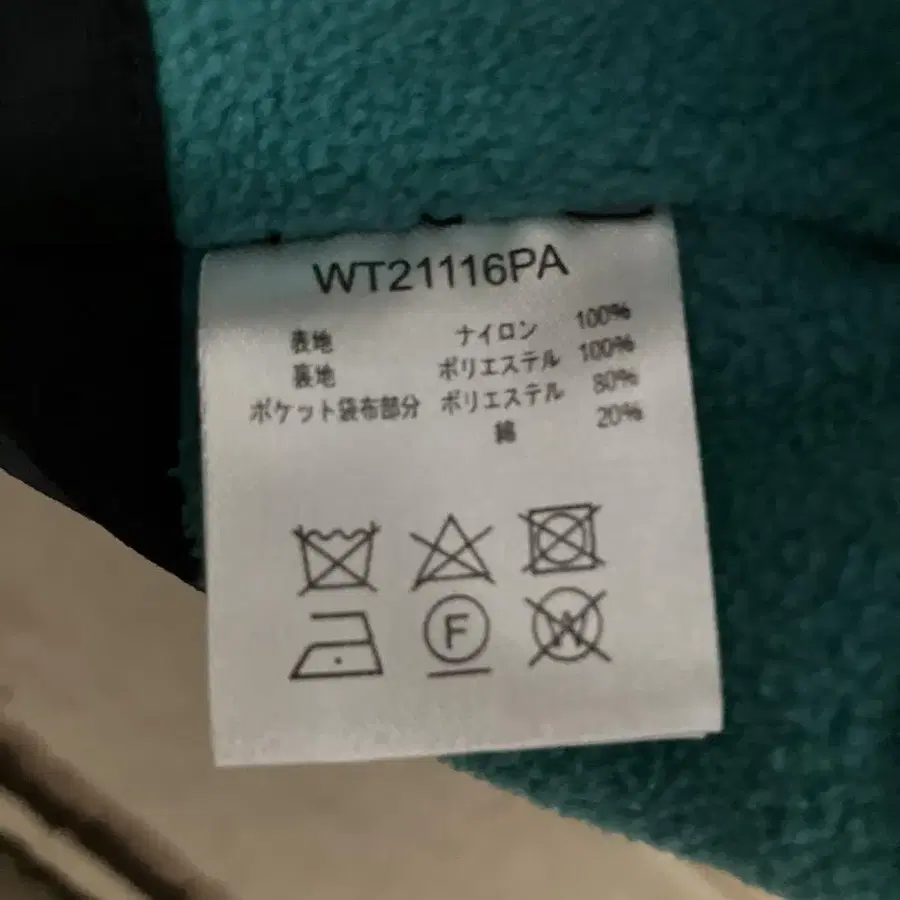 WT21116PA
表地 ナイロン 100%
裏地 ポリエステル 100%
ポケット袋布部分 ポリエステル 80%
綿 20%
F
W